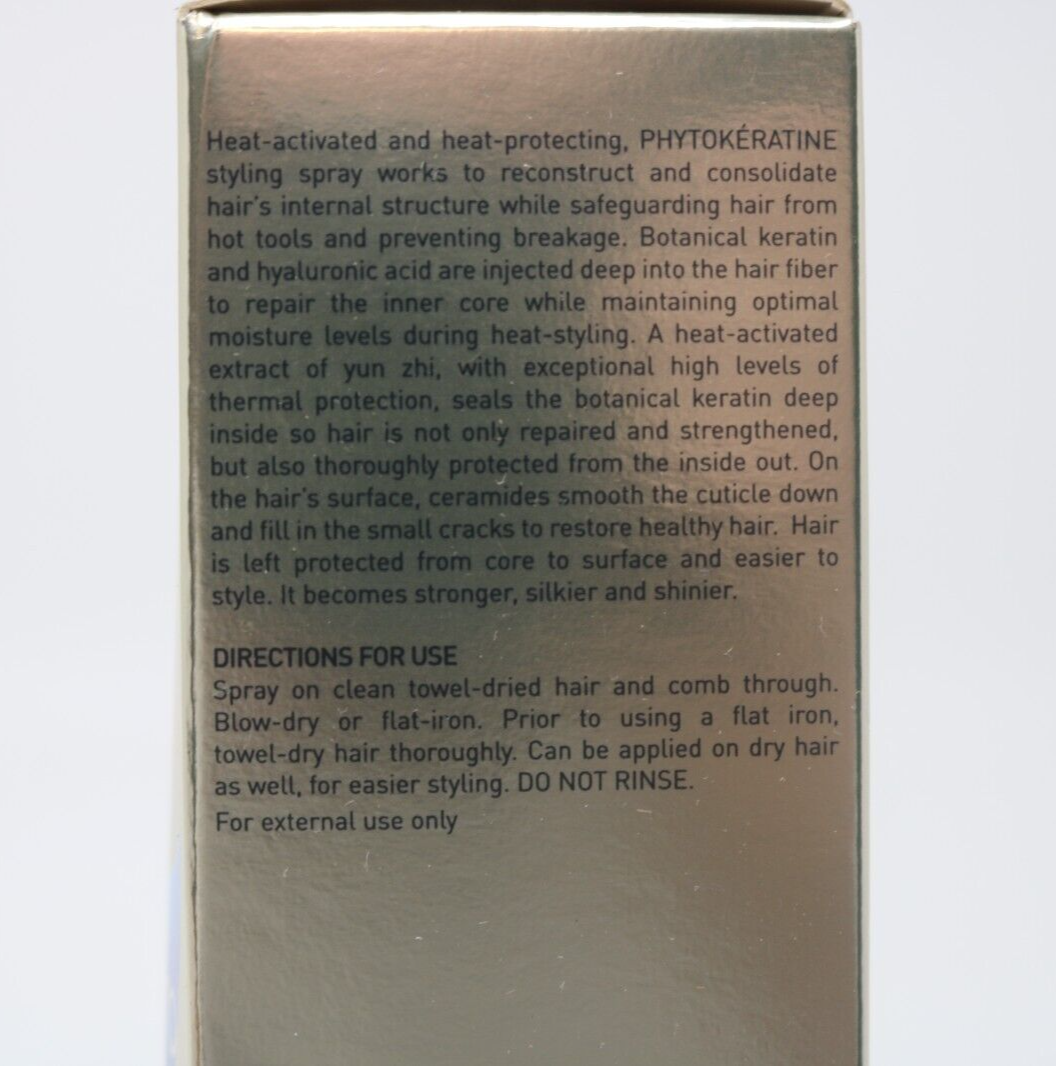 Heat-activated and heat-protecting, PHYTOKÉRATINE
styling spray works to reconstruct and consolidate
hair's internal structure while safeguarding hair from
hot tools and preventing breakage. Botanical keratin
and hyaluronic acid are injected deep into the hair fiber
to repair the inner core while maintaining optimal
moisture levels during heat-styling. A heat-activated
extract of yun zhi, with exceptional high levels of
thermal protection, seals the botanical keratin deep
inside so hair is not only repaired and strengthened,
but also thoroughly protected from the inside out. On
the hair's surface, ceramides smooth the cuticle down
and fill in the small cracks to restore healthy hair. Hair
is left protected from core to surface and easier to
style. It becomes stronger, silkier and shinier.
DIRECTIONS FOR USE
Spray on clean towel-dried hair and comb through.
Blow-dry or flat-iron. Prior to using a flat iron,
towel-dry hair thoroughly. Can be applied on dry hair
as well, for easier styling. DO NOT RINSE.
For external use only